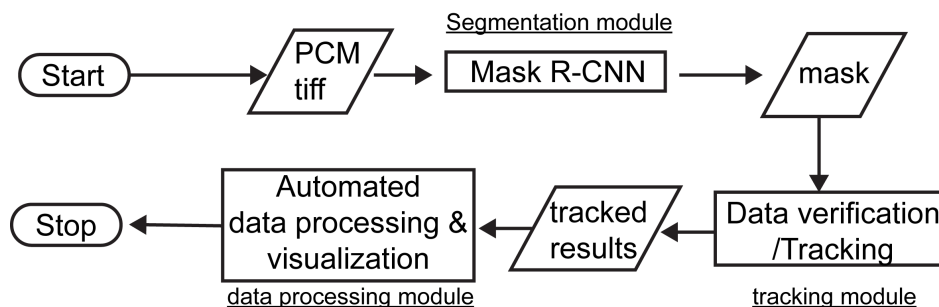 Segmentation module
Start
PCM
tiff
Mask R-CNN
mask
Data verification
/Tracking
tracking module
tracked
results
Automated
data processing &
visualization
data processing module
Stop